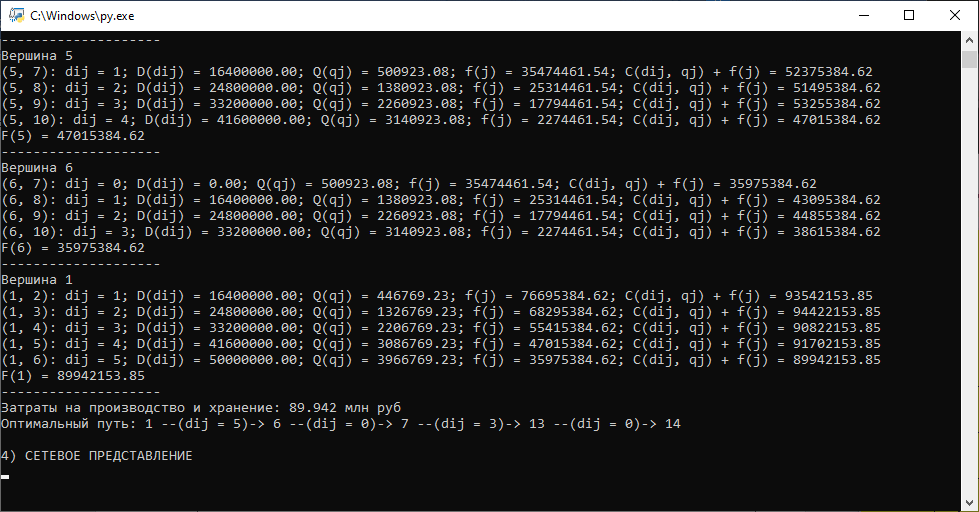 C:\Windows\py.exe
--------------------
Вершина 5
(5, 7): dij = 1; D(dij) = 16400000.00; Q(qj) = 500923.08; f(j) = 35474461.54; C(dij, qj) + f(j) = 52375384.62
(5, 8): dij = 2; D(dij) = 24800000.00; Q(qj) = 1380923.08; f(j) = 25314461.54; C(dij, qj) + f(j) = 51495384.62
(5, 9): dij = 3; D(dij) = 33200000.00; Q(qj) = 2260923.08; f(j) = 17794461.54; C(dij, qj) + f(j) = 53255384.62
(5, 10): dij = 4; D(dij) = 41600000.00; Q(qj) = 3140923.08; f(j) = 2274461.54; C(dij, qj) + f(j) = 47015384.62
F(5) = 47015384.62
--------------------
Вершина 6
(6, 7): dij = 0; D(dij) = 0.00; Q(qj) = 500923.08; f(j) = 35474461.54; C(dij, qj) + f(j) = 35975384.62
(6, 8): dij = 1; D(dij) = 16400000.00; Q(qj) = 1380923.08; f(j) = 25314461.54; C(dij, qj) + f(j) = 43095384.62
(6, 9): dij = 2; D(dij) = 24800000.00; Q(qj) = 2260923.08; f(j) = 17794461.54; C(dij, qj) + f(j) = 44855384.62
(6, 10): dij = 3; D(dij) = 33200000.00; Q(qj) = 3140923.08; f(j) = 2274461.54; C(dij, qj) + f(j) = 38615384.62
F(6) = 35975384.62
--------------------
Вершина 1
(1, 2): dij = 1; D(dij) = 16400000.00; Q(qj) = 446769.23; f(j) = 76695384.62; C(dij, qj) + f(j) = 93542153.85
(1, 3): dij = 2; D(dij) = 24800000.00; Q(qj) = 1326769.23; f(j) = 68295384.62; C(dij, qj) + f(j) = 94422153.85
(1, 4): dij = 3; D(dij) = 33200000.00; Q(qj) = 2206769.23; f(j) = 55415384.62; C(dij, qj) + f(j) = 90822153.85
(1, 5): dij = 4; D(dij) = 41600000.00; Q(qj) = 3086769.23; f(j) = 47015384.62; C(dij, qj) + f(j) = 91702153.85
(1, 6): dij = 5; D(dij) = 50000000.00; Q(qj) = 3966769.23; f(j) = 35975384.62; C(dij, qj) + f(j) = 89942153.85
F(1) = 89942153.85
--------------------
Затраты на производство и хранение: 89.942 млн руб
Оптимальный путь: 1 --(dij = 5)-> 6 --(dij = 0)-> 7 --(dij = 3)-> 13 --(dij = 0)-> 14
4) СЕТЕВОЕ ПРЕДСТАВЛЕНИЕ